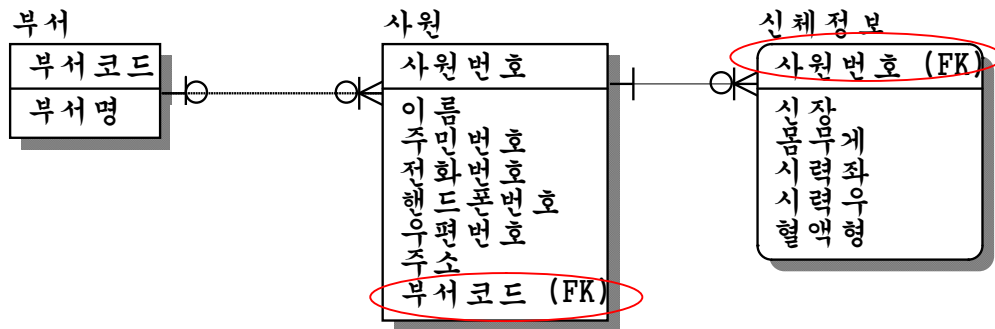 부서
부서코드
부서명
사원
사원번호
이름
주민번호
전화번호
핸드폰번호
우편번호
주소
부서코드 (FK)
신체정보
사원번호 (FK)
신장
몸무게
시력좌
시력우
혈액형